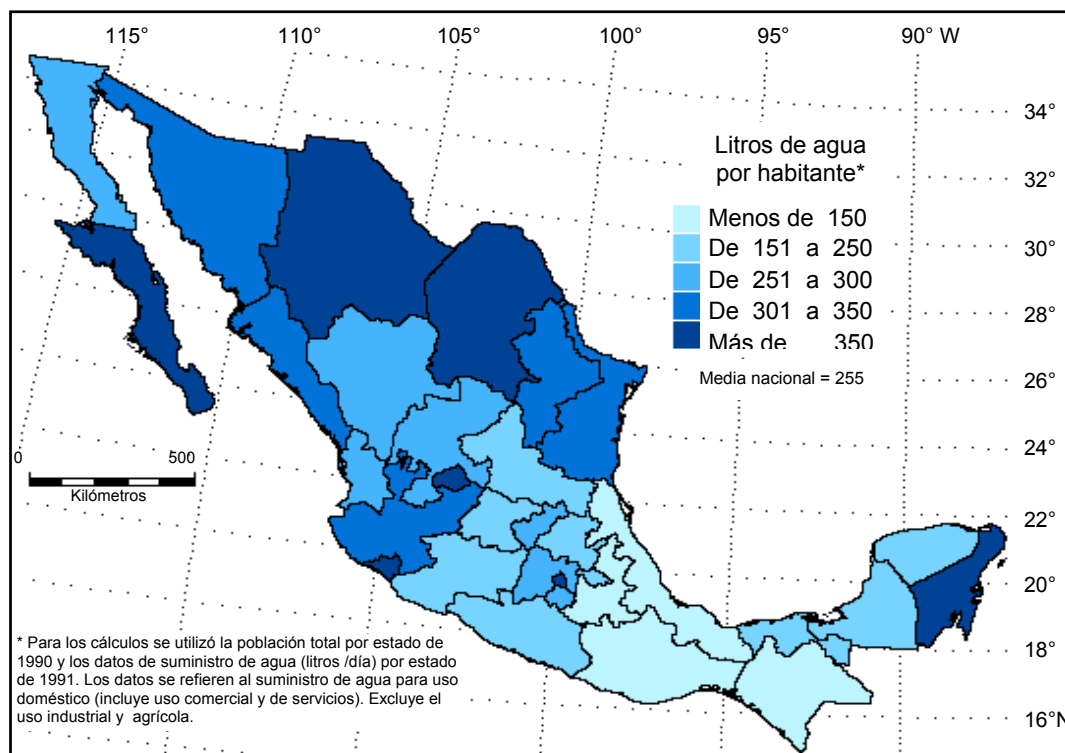 115° 110° 105° 100° 95° 90° W
34°
32°
30°
28°
26°
24°
22°
20°
18°
16°N
Litros de agua
por habitante*
Menos de 150
De 151 a 250
De 251 a 300
De 301 a 350
Más de 350
Media nacional = 255
0 500
Kilómetros
* Para los cálculos se utilizó la población total por estado de
1990 y los datos de suministro de agua (litros /día) por estado
de 1991. Los datos se refieren al suministro de agua para uso
doméstico (incluye uso comercial y de servicios). Excluye el
uso industrial y agrícola.